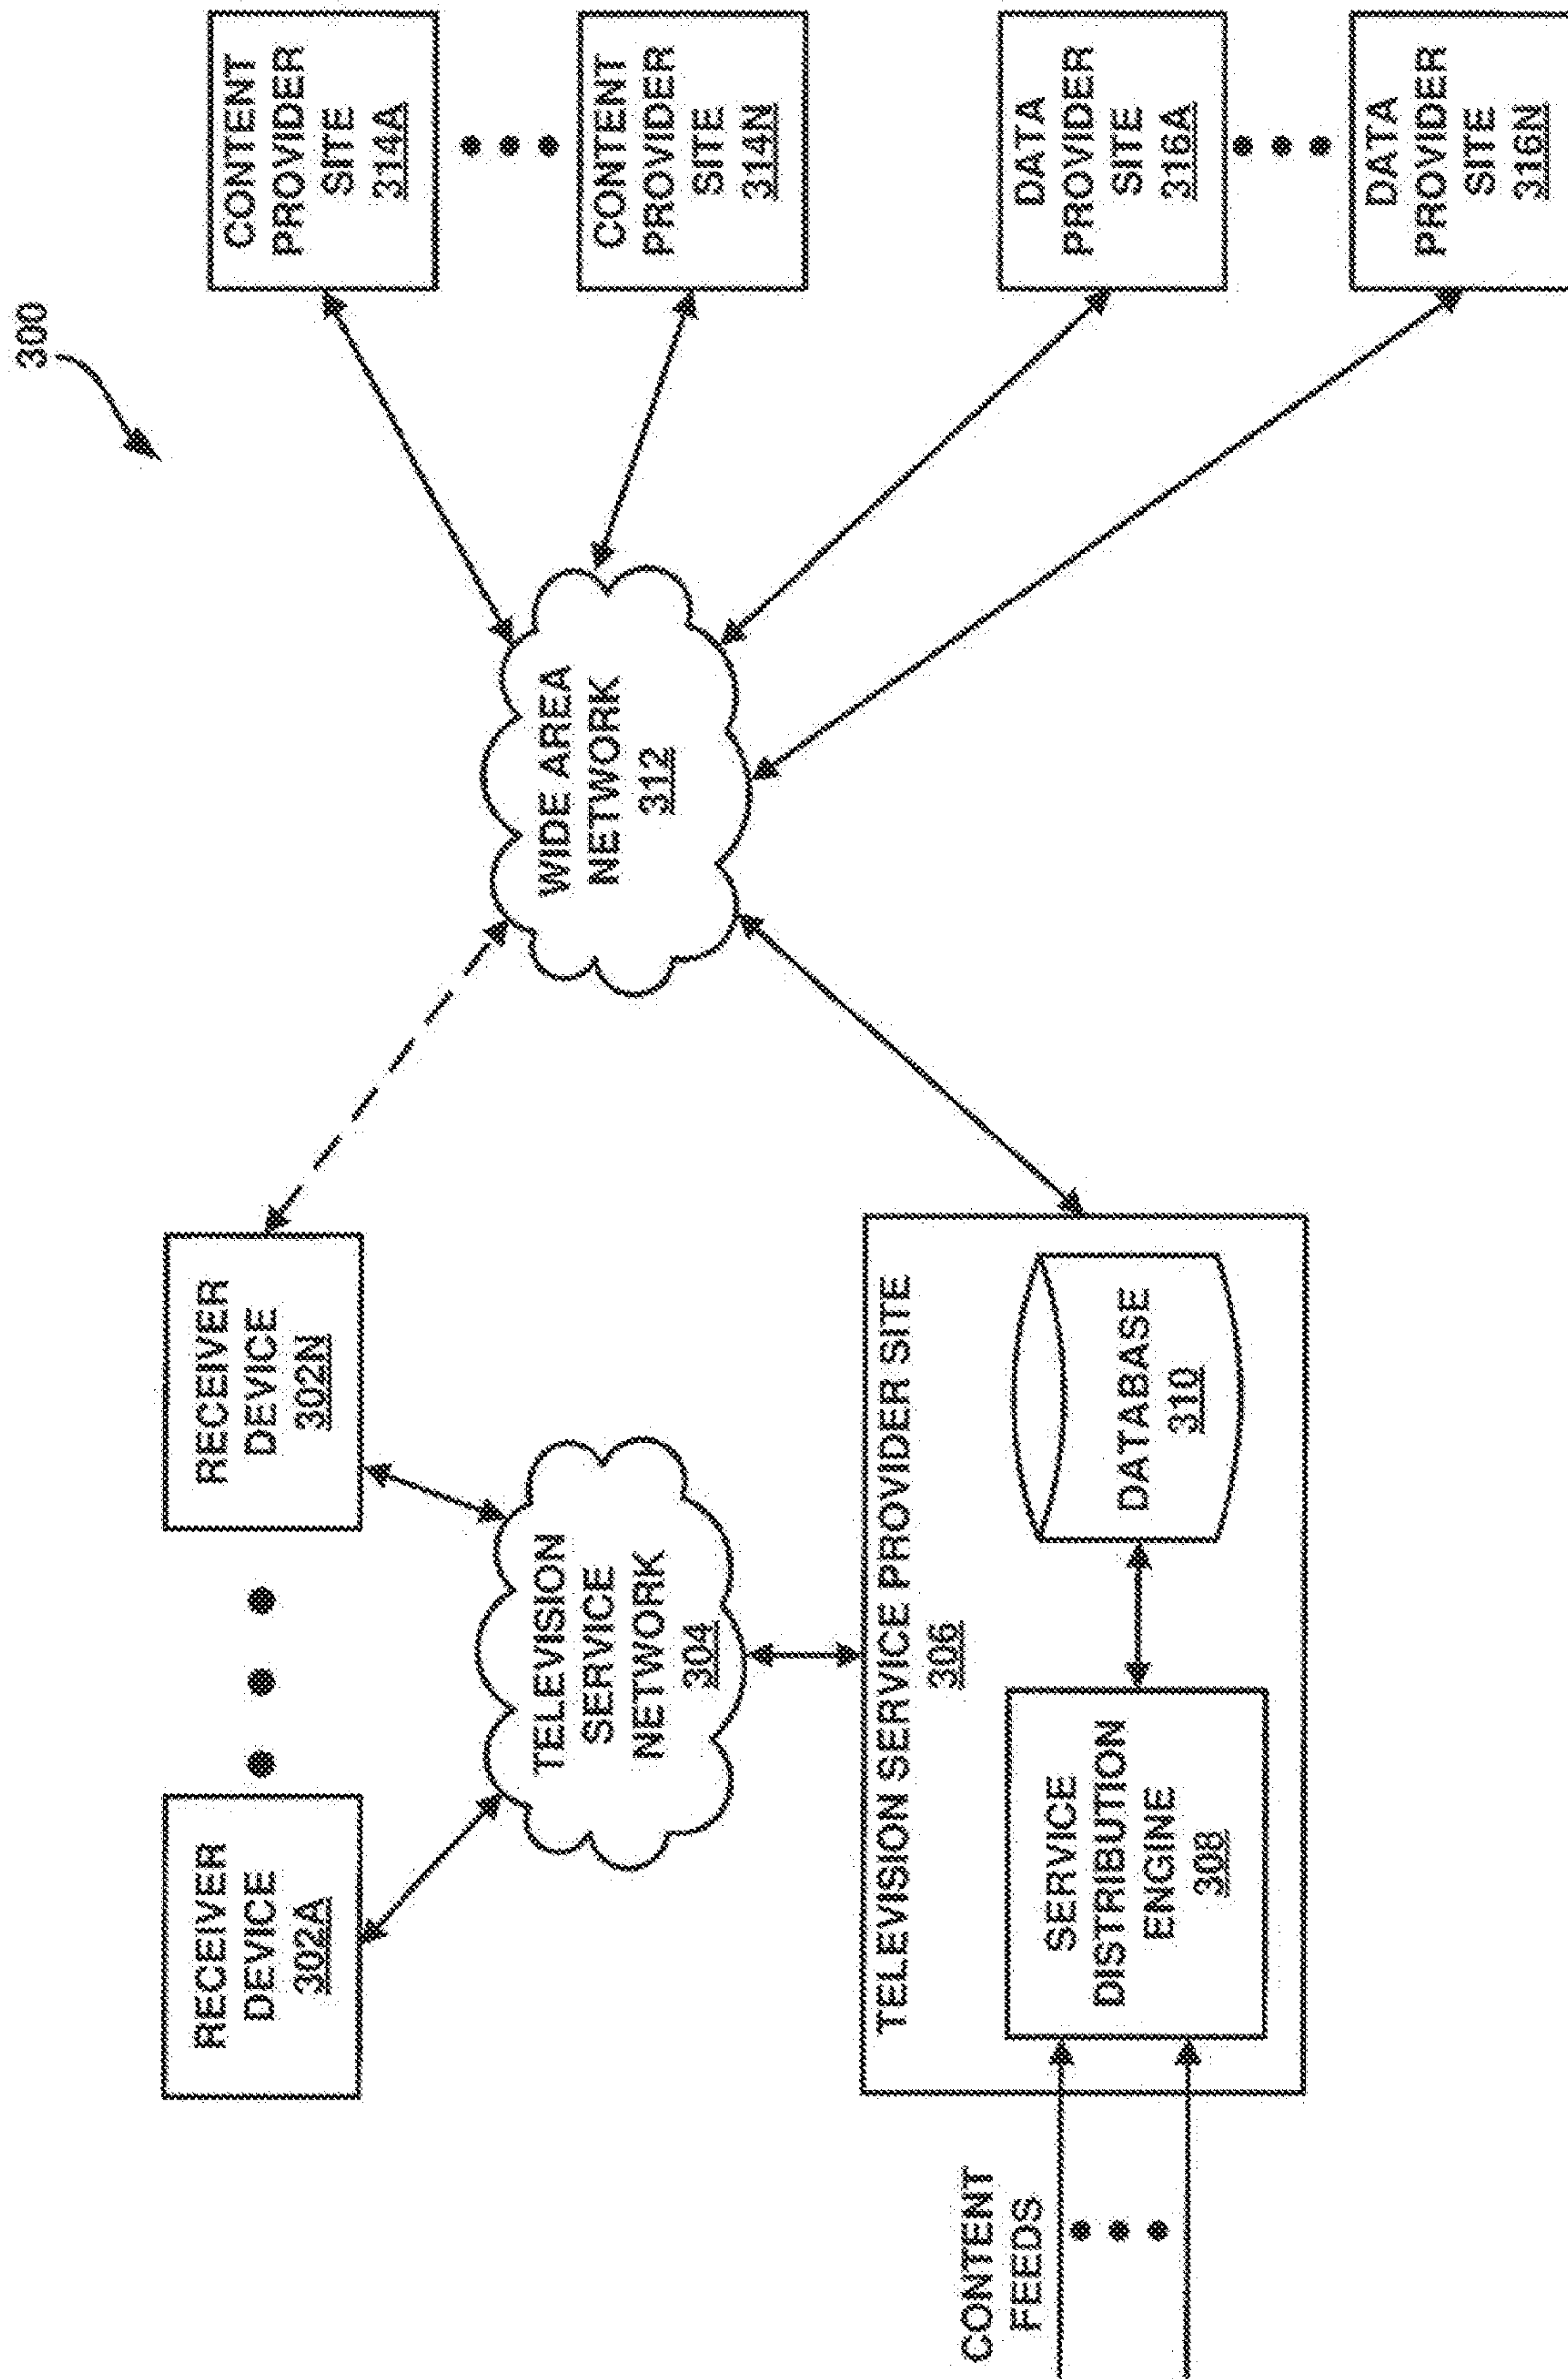 300
RECEIVER
DEVICE
302A
RECEIVER
DEVICE
302N
CONTENT
PROVIDER
SITE
314A
CONTENT
PROVIDER
SITE
314N
TELEVISION
SERVICE
NETWORK
304
WIDE AREA
NETWORK
312
TELEVISION SERVICE PROVIDER SITE
306
CONTENT
FEEDS
SERVICE
DISTRIBUTION
ENGINE
308
DATABASE
310
DATA
PROVIDER
SITE
316A
DATA
PROVIDER
SITE
316N